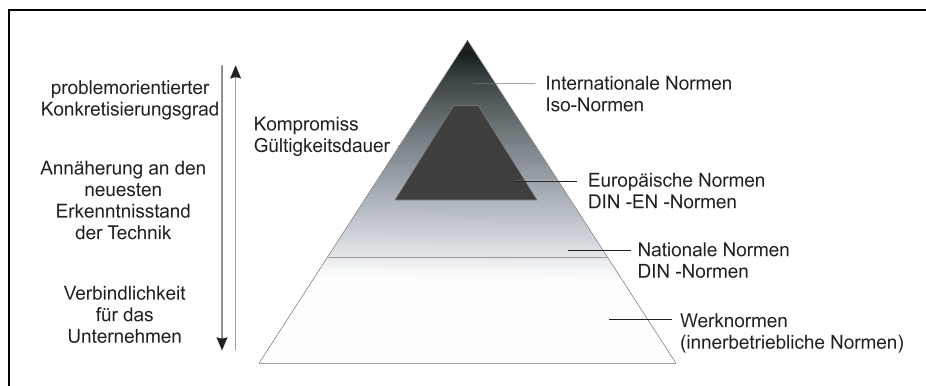 problemorientierter
Konkretisierungsgrad
Annäherung an den
neuesten
Erkenntnisstand
der Technik
Verbindlichkeit
für das
Unternehmen
Kompromiss
Gültigkeitsdauer
Internationale Normen
Iso-Normen
Europäische Normen
DIN -EN -Normen
Nationale Normen
DIN -Normen
Werknormen
(innerbetriebliche Normen)